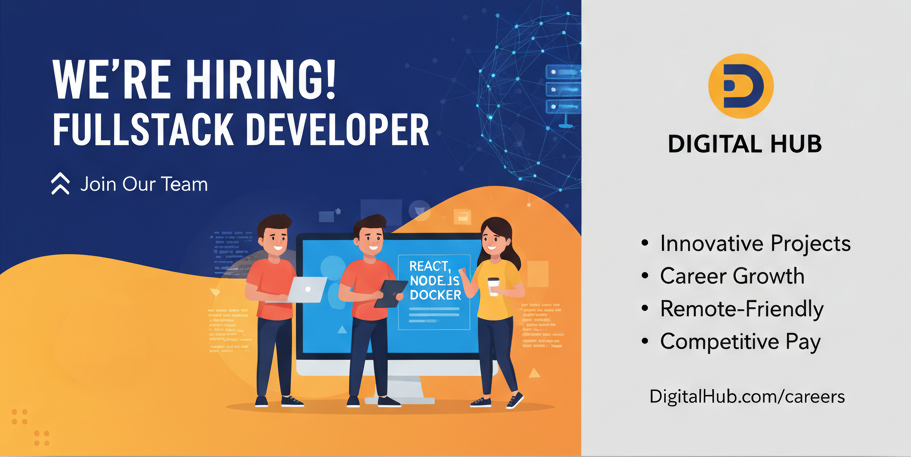 WE’RE HIRING!
FULLSTACK DEVELOPER
Join Our Team
REACT,
NODE.JS
DOCKER
DIGITAL HUB
• Innovative Projects
• Career Growth
• Remote-Friendly
• Competitive Pay
DigitalHub.com/careers